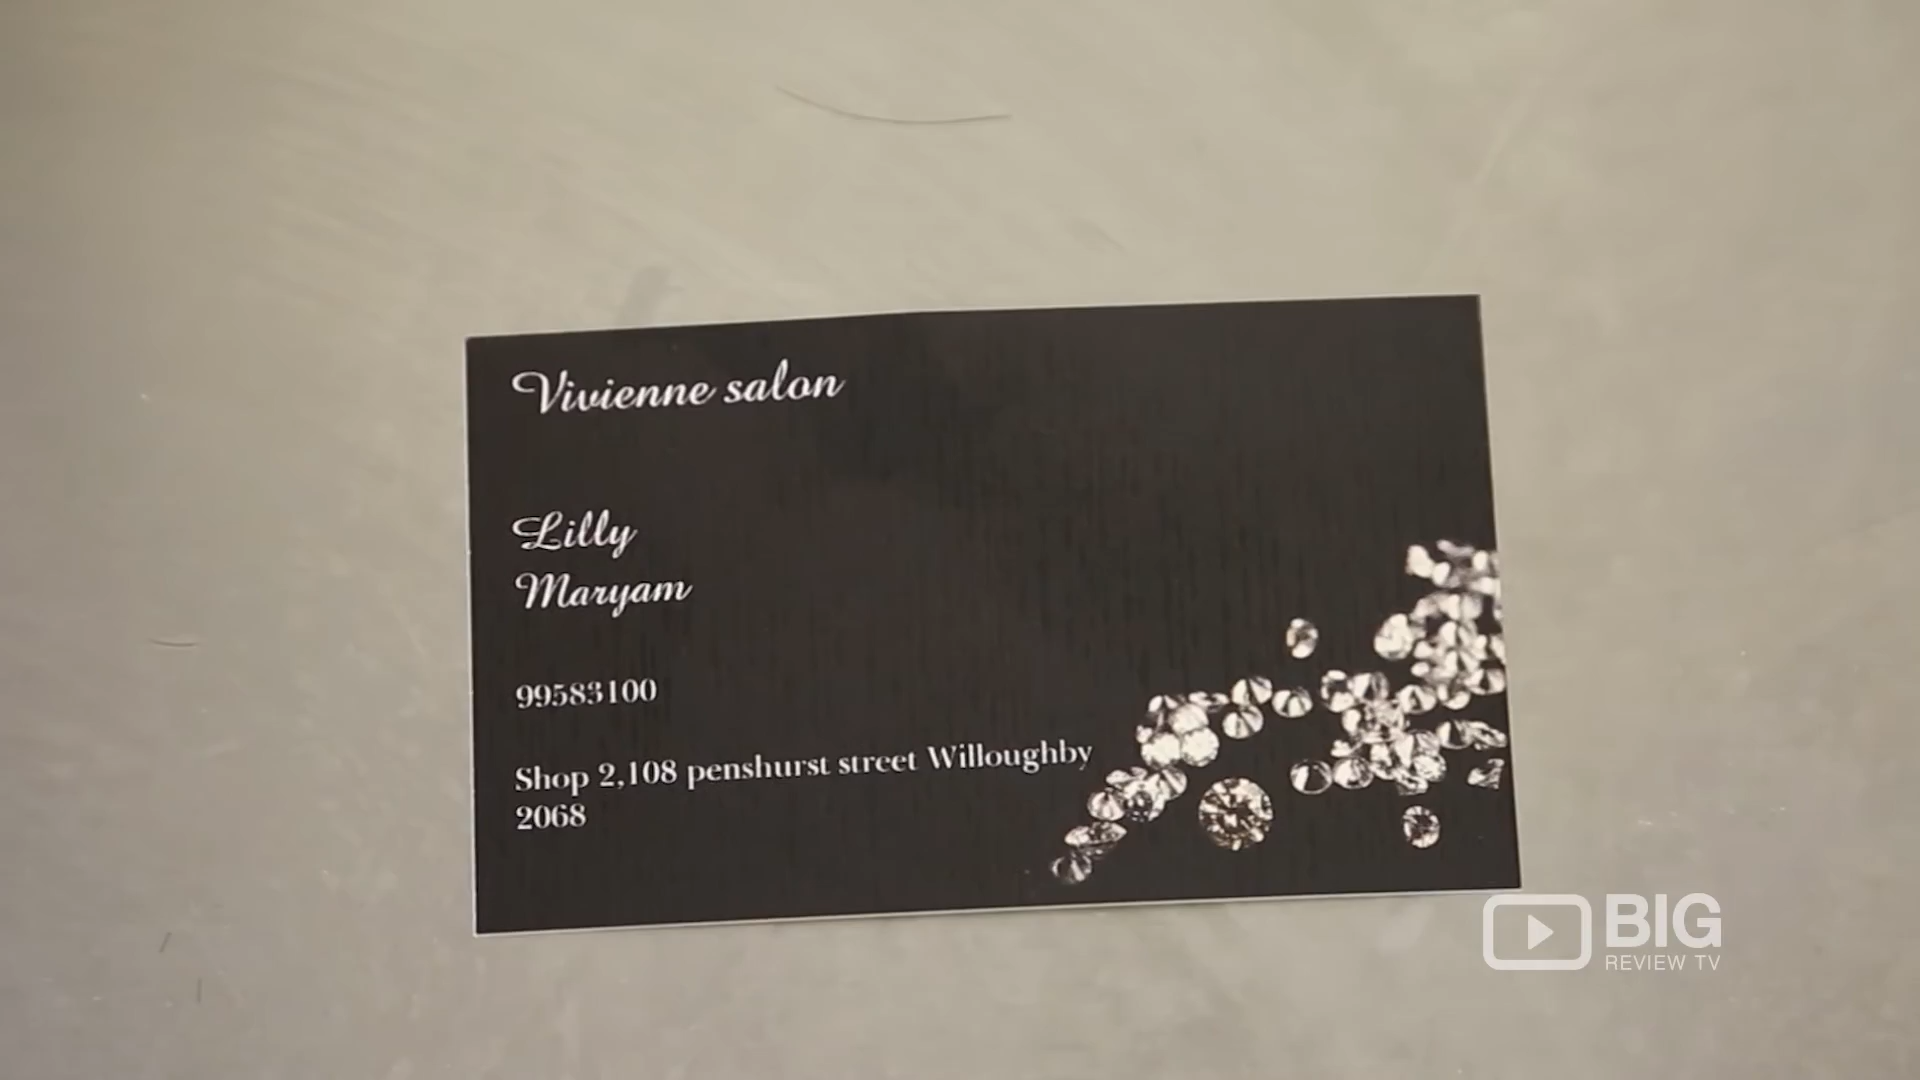 Vivienne salon
Lilly
Maryam
99583100
Shop 2,108 penshurst street Willoughby
2068
BIG
REVIEW TV